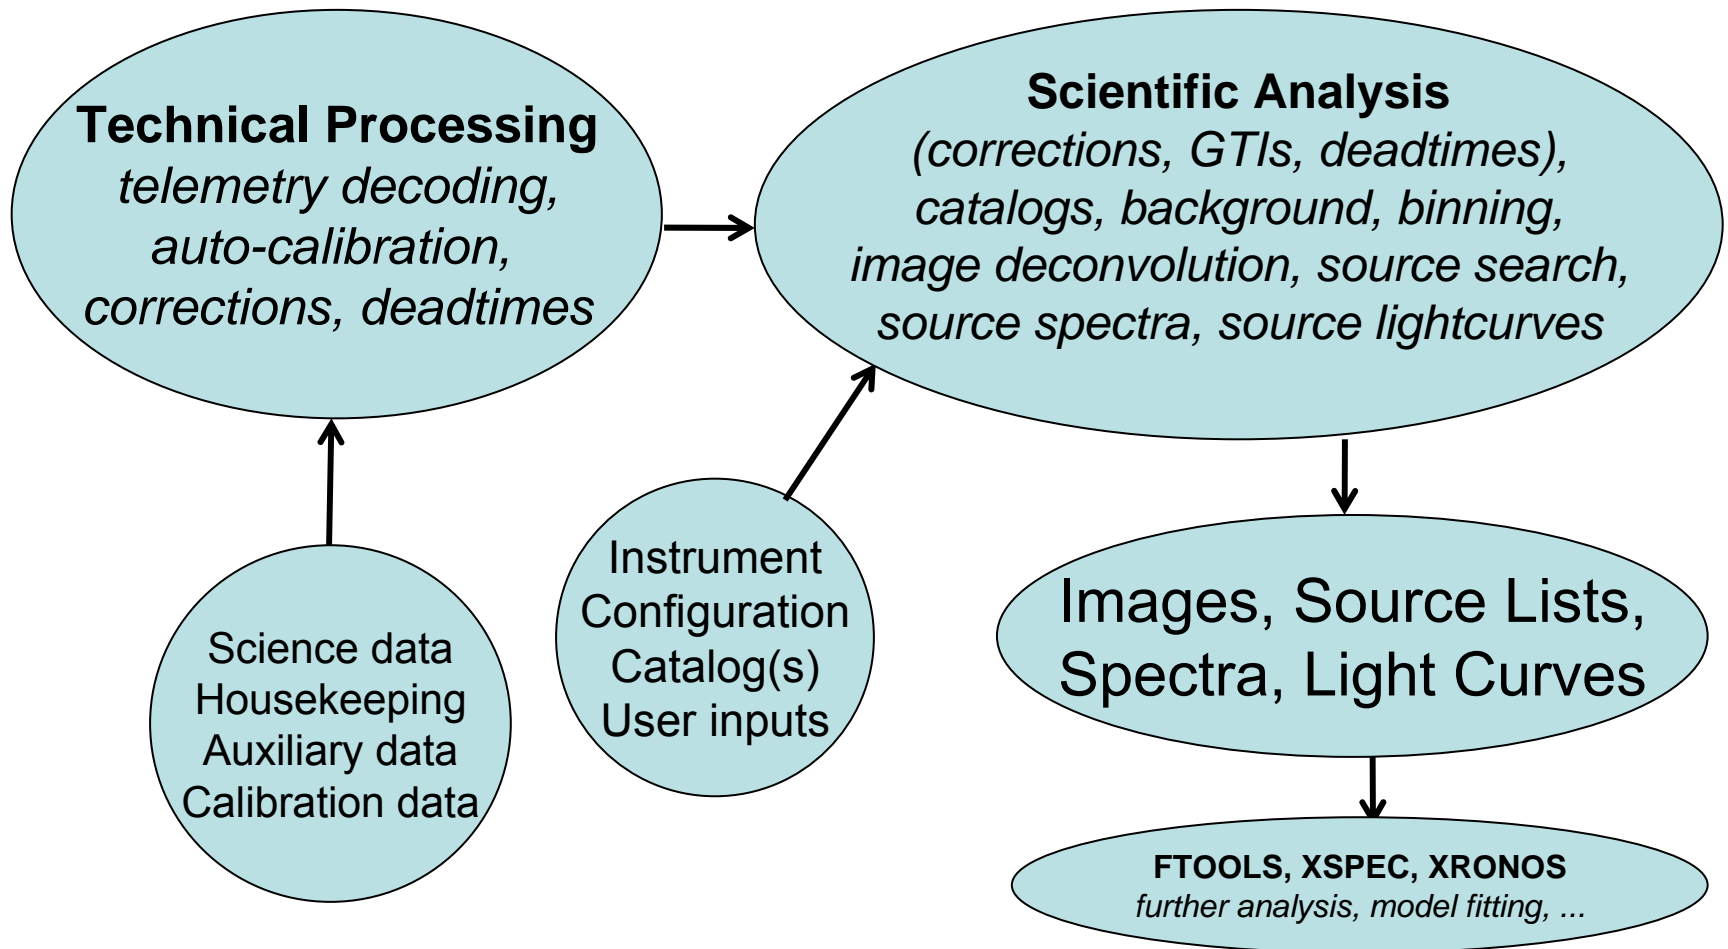 Technical Processing
telemetry decoding,
auto-calibration,
corrections, deadtimes
Scientific Analysis
(corrections, GTIs, deadtimes),
catalogs, background, binning,
image deconvolution, source search,
source spectra, source lightcurves
Science data
Housekeeping
Auxiliary data
Calibration data
Instrument
Configuration
Catalog(s)
User inputs
Images, Source Lists,
Spectra, Light Curves
FTOOLS, XSPEC, XRONOS
further analysis, model fitting, ...